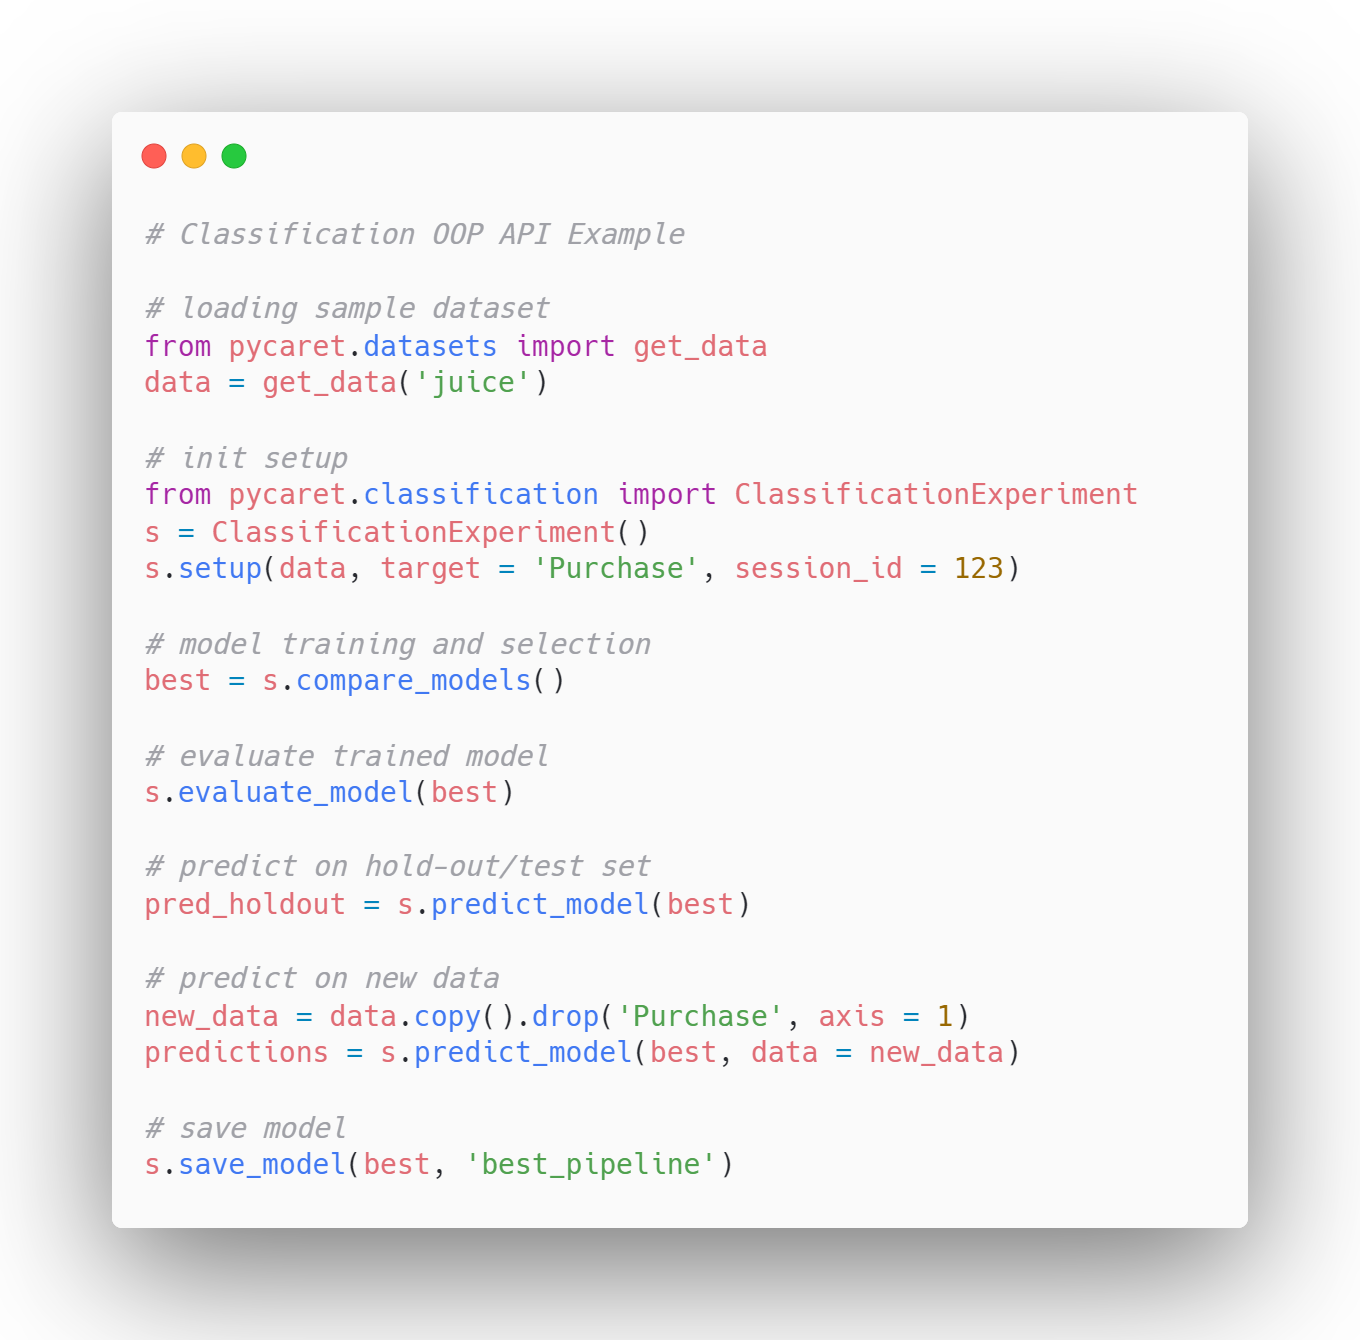 # Classification OOP API Example
# loading sample dataset
from pycaret.datasets import get_data
data = get_data('juice')
# init setup
from pycaret.classification import ClassificationExperiment
s = ClassificationExperiment()
s.setup(data, target = 'Purchase', session_id = 123)
# model training and selection
best = s.compare_models()
# evaluate trained model
s.evaluate_model(best)
# predict on hold-out/test set
pred_holdout = s.predict_model(best)
# predict on new data
new_data = data.copy().drop('Purchase', axis = 1)
predictions = s.predict_model(best, data = new_data)
# save model
s.save_model(best, 'best_pipeline')